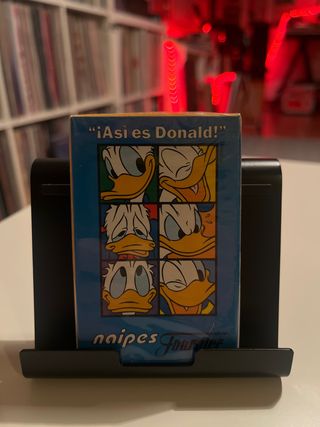 "¡Así es Donald!"
naipes Fournier